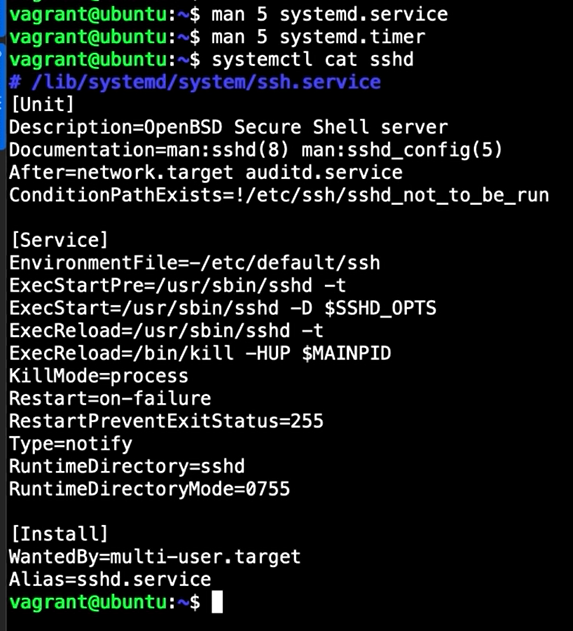 vagrant@ubuntu:~$ man 5 systemd.service
vagrant@ubuntu:~$ man 5 systemd.timer
vagrant@ubuntu:~$ systemctl cat sshd
# /lib/systemd/system/ssh.service
[Unit]
Description=OpenBSD Secure Shell server
Documentation=man:sshd(8) man:sshd_config(5)
After=network.target auditd.service
ConditionPathExists=!/etc/ssh/sshd_not_to_be_run

[Service]
EnvironmentFile=-/etc/default/ssh
ExecStartPre=/usr/sbin/sshd -t
ExecStart=/usr/sbin/sshd -D $SSHD_OPTS
ExecReload=/usr/sbin/sshd -t
ExecReload=/bin/kill -HUP $MAINPID
KillMode=process
Restart=on-failure
RestartPreventExitStatus=255
Type=notify
RuntimeDirectory=sshd
RuntimeDirectoryMode=0755

[Install]
WantedBy=multi-user.target
Alias=sshd.service
vagrant@ubuntu:~$